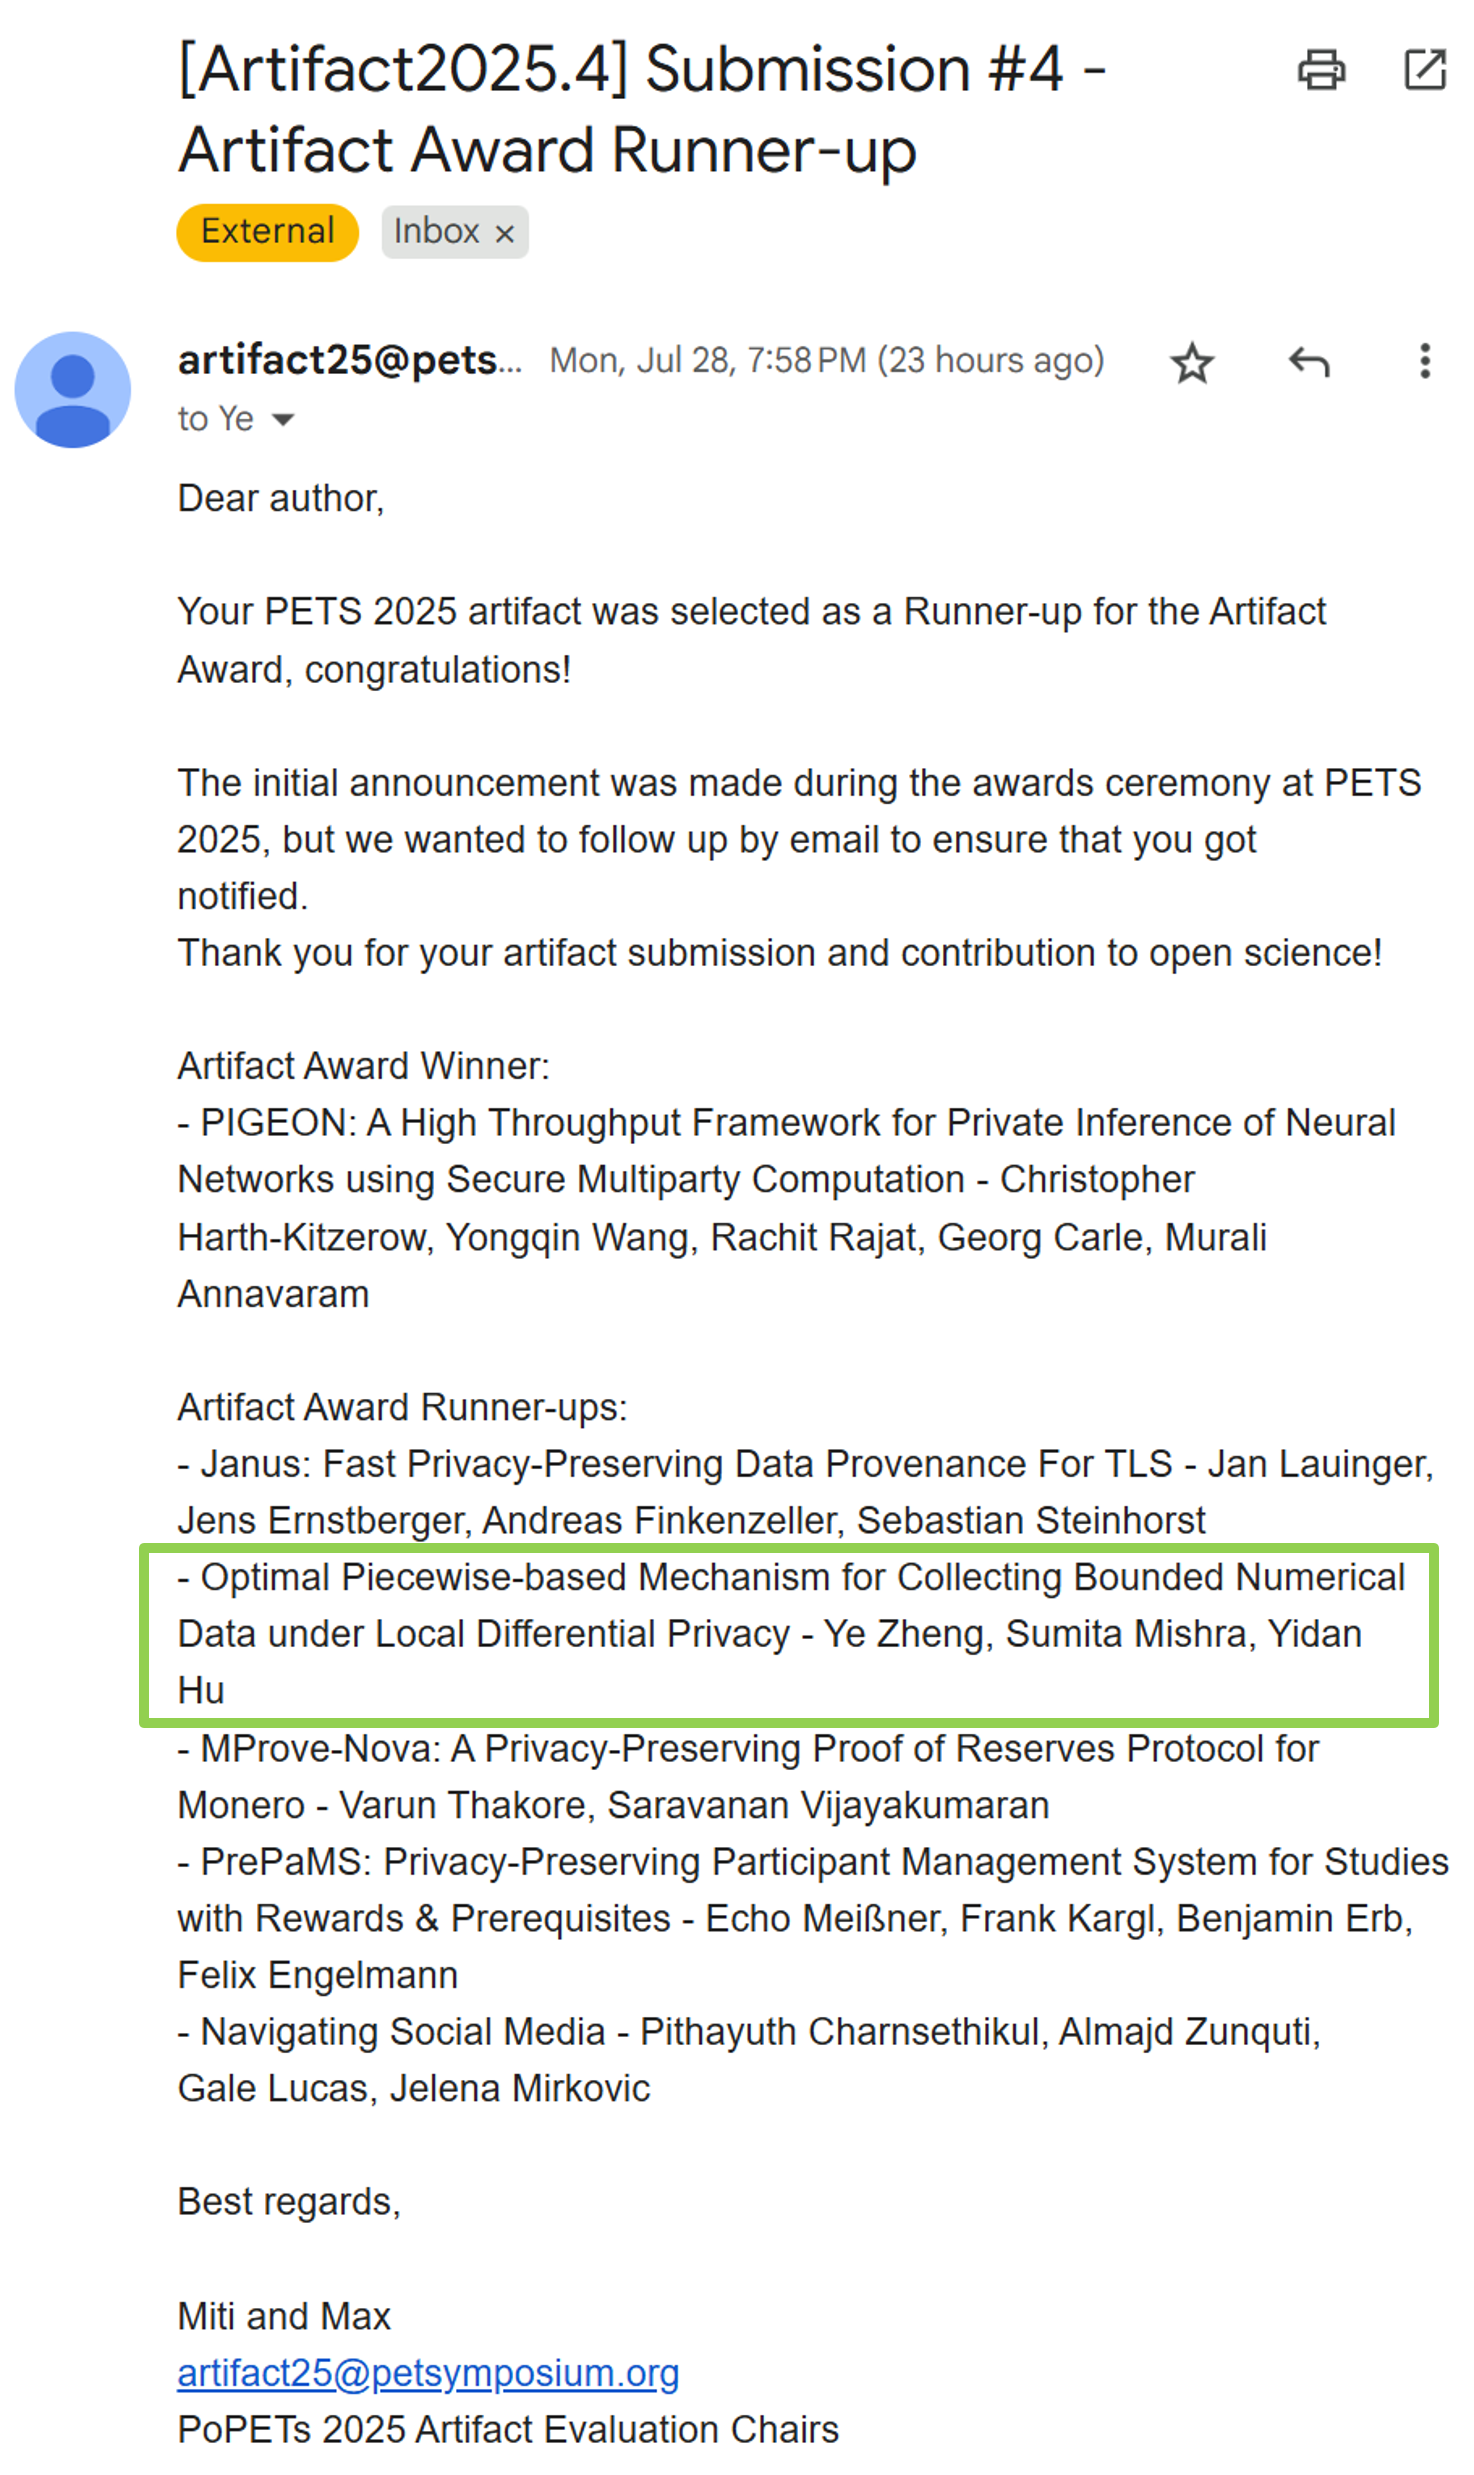 [Artifact2025.4] Submission #4 -
Artifact Award Runner-up
External
Inbox ×
artifact25@pets... Mon, Jul 28, 7:58 PM (23 hours ago)
to Ye
Dear author,
Your PETS 2025 artifact was selected as a Runner-up for the Artifact
Award, congratulations!
The initial announcement was made during the awards ceremony at PETS
2025, but we wanted to follow up by email to ensure that you got
notified.
Thank you for your artifact submission and contribution to open science!
Artifact Award Winner:
- PIGEON: A High Throughput Framework for Private Inference of Neural
Networks using Secure Multiparty Computation - Christopher
Harth-Kitzerow, Yongqin Wang, Rachit Rajat, Georg Carle, Murali
Annavaram
Artifact Award Runner-ups:
- Janus: Fast Privacy-Preserving Data Provenance For TLS - Jan Lauinger,
Jens Ernstberger, Andreas Finkenzeller, Sebastian Steinhorst
- Optimal Piecewise-based Mechanism for Collecting Bounded Numerical
Data under Local Differential Privacy - Ye Zheng, Sumita Mishra, Yidan
Hu
- MProve-Nova: A Privacy-Preserving Proof of Reserves Protocol for
Monero - Varun Thakore, Saravanan Vijayakumaran
- PrePaMS: Privacy-Preserving Participant Management System for Studies
with Rewards & Prerequisites - Echo Meißner, Frank Kargl, Benjamin Erb,
Felix Engelmann
- Navigating Social Media - Pithayuth Charnsethikul, Almajd Zunquti,
Gale Lucas, Jelena Mirkovic
Best regards,
Miti and Max
artifact25@petsymposium.org
PoPETs 2025 Artifact Evaluation Chairs